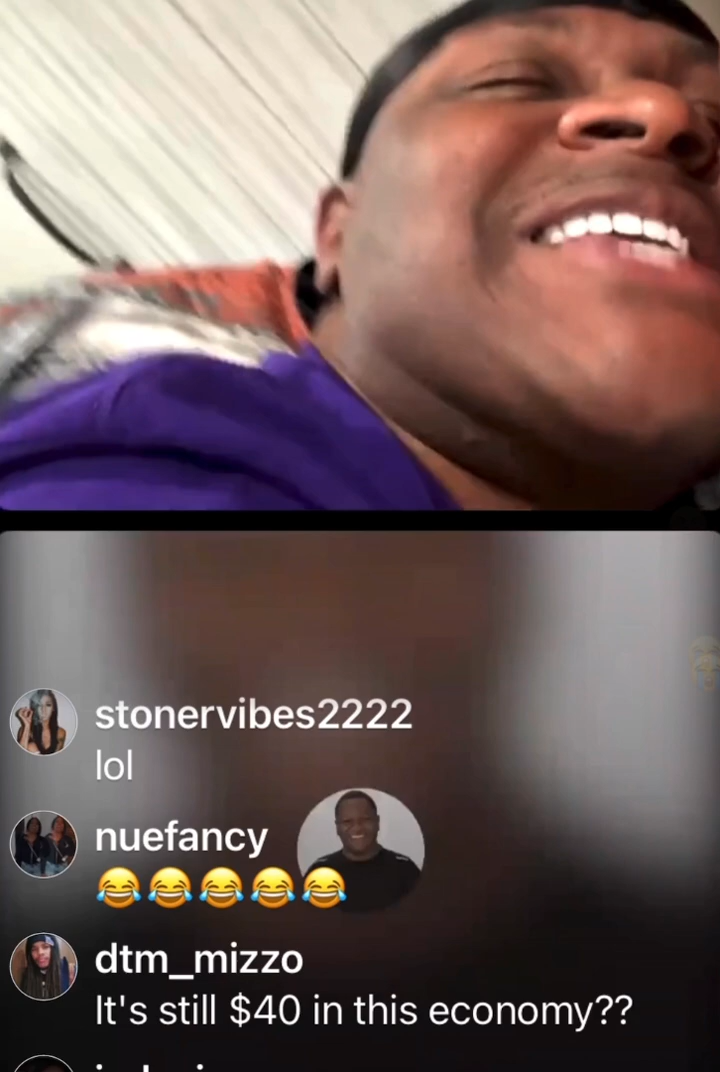 stonervibes2222
lol
nuefancy
😂😂😂😂😂
dtm_mizzo
It's still $40 in this economy??